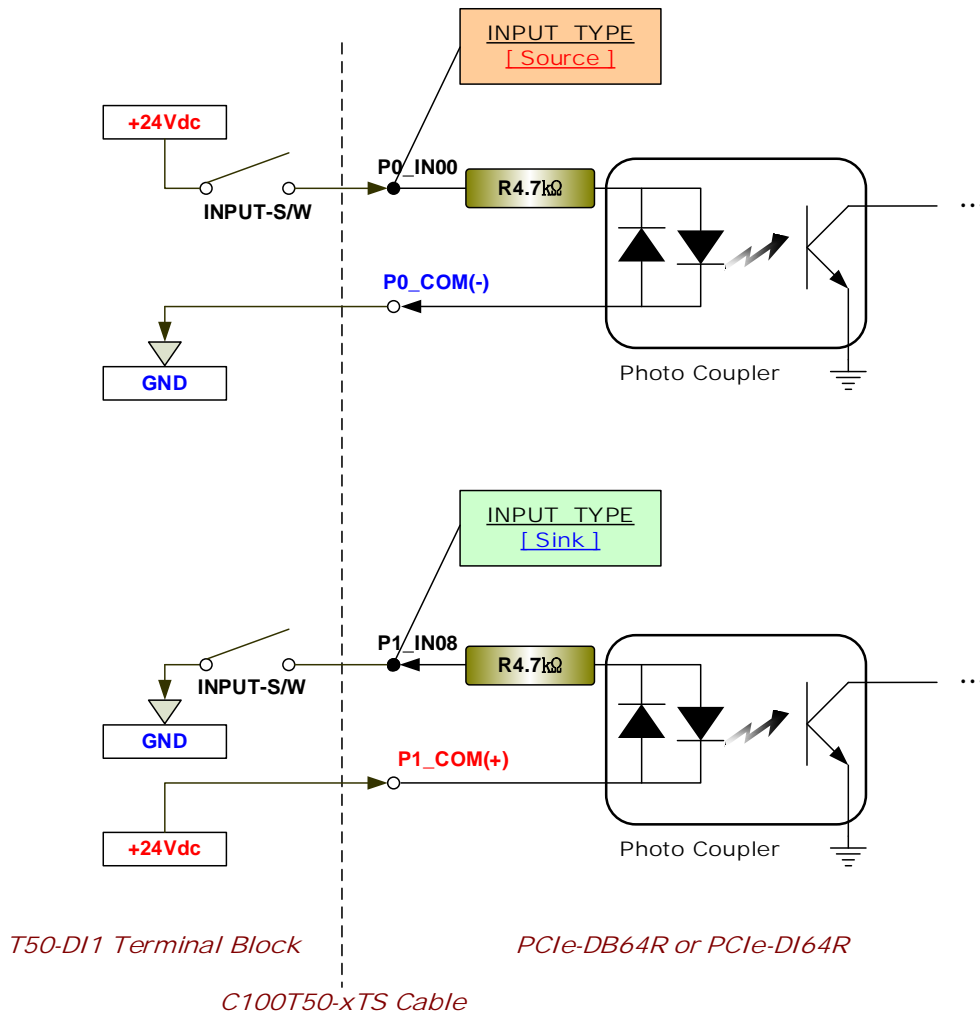 INPUT TYPE
[ Source ]
+24Vdc
P0_IN00
R4.7kΩ
INPUT-S/W
...
P0_COM(-)
GND
Photo Coupler
INPUT TYPE
[ Sink ]
P1_IN08
R4.7kΩ
INPUT-S/W
...
GND
P1_COM(+)
+24Vdc
Photo Coupler
T50-DI1 Terminal Block
PCIe-DB64R or PCIe-DI64R
C100T50-xTS Cable